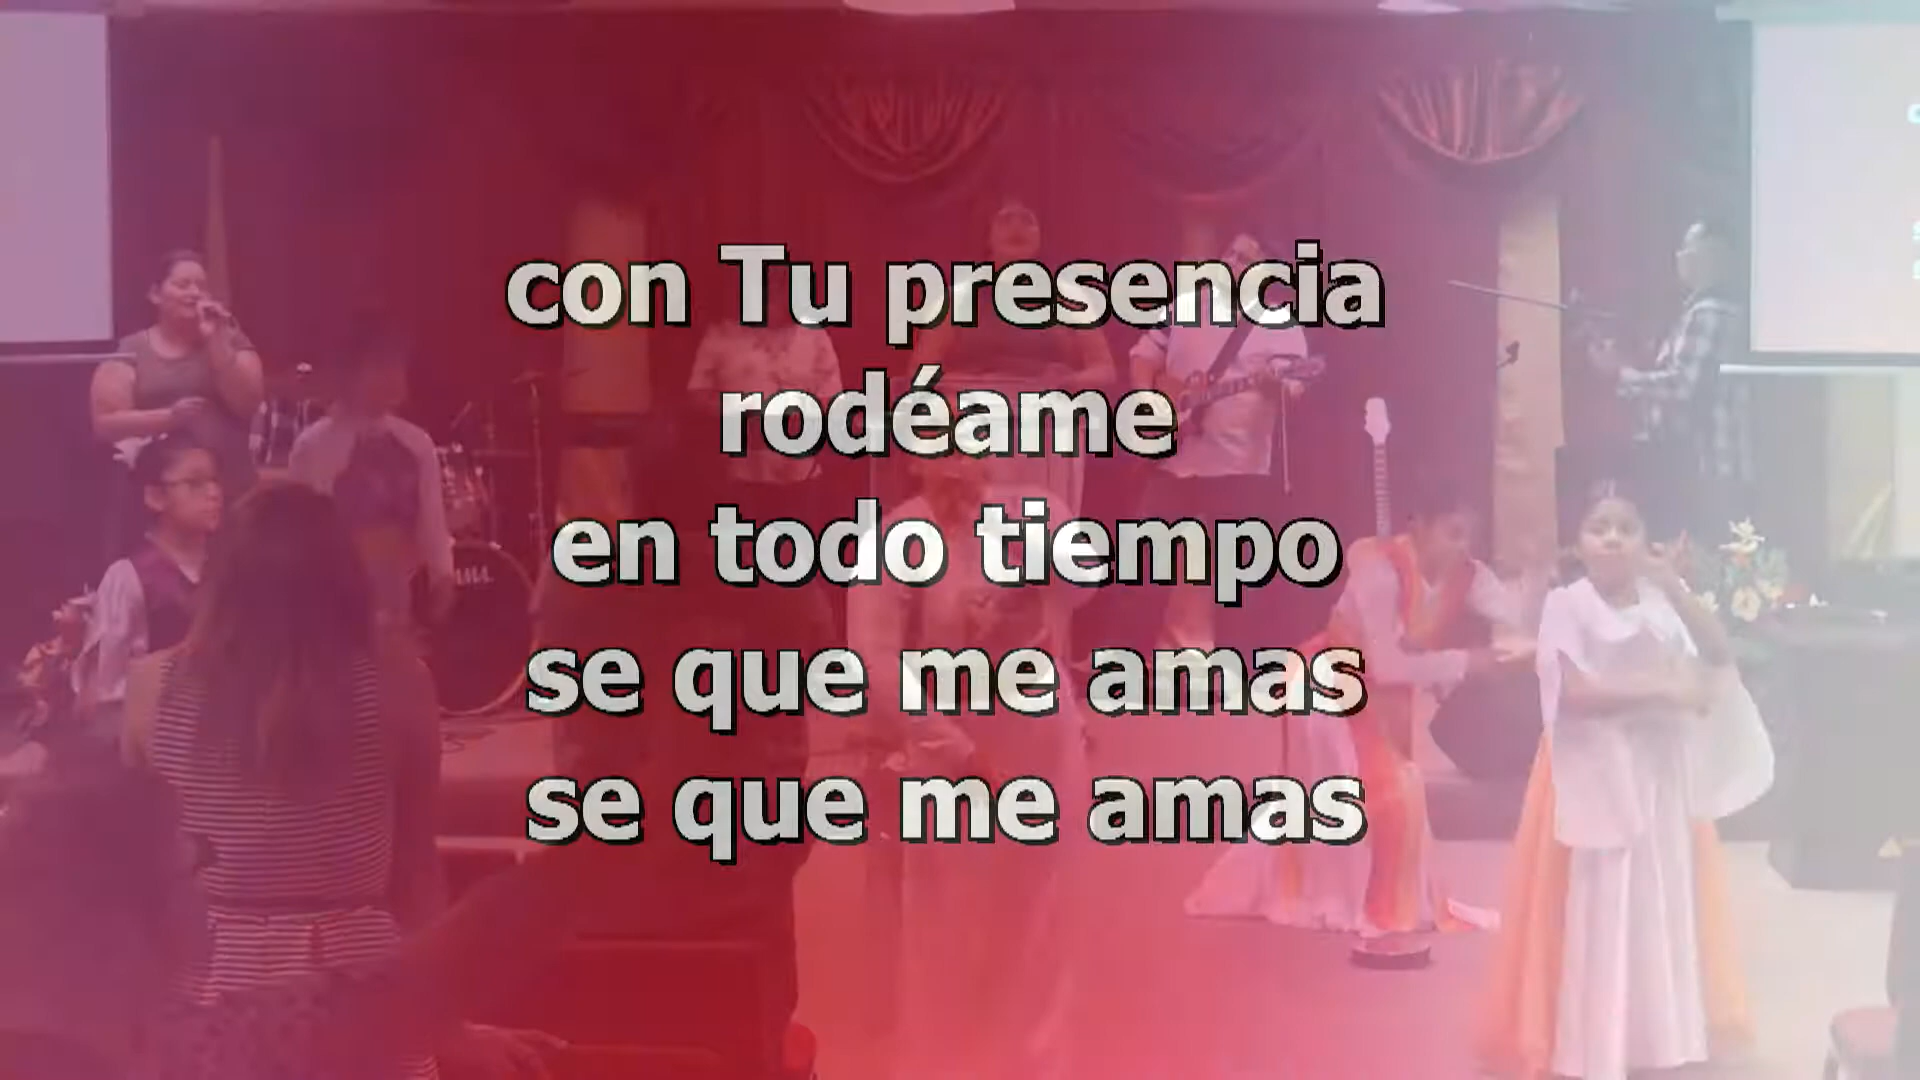 con Tu presencia
rodéame
en todo tiempo
se que me amas
se que me amas